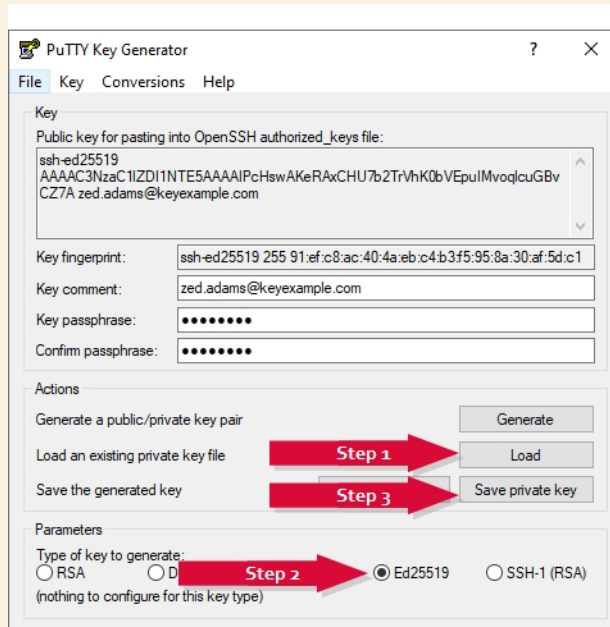 PuTTY Key Generator
?
File Key Conversions Help
Key
Public key for pasting into OpenSSH authorized_keys file:
ssh-ed25519
AAAAC3NzaC1lZDI1NTE5AAAAIPcHswAKeRAxCHU7b2TrVhK0bVEpuIMvoqlcuGBv
CZ7A zed.adams@keyexample.com
Key fingerprint: ssh-ed25519 255 91:ef:c8:ac:40:4a:eb:c4:b3:f5:95:8a:30:af:5d:c1
Key comment: zed.adams@keyexample.com
Key passphrase: ●●●●●●●●
Confirm passphrase: ●●●●●●●●
Actions
Generate a public/private key pair Generate
Load an existing private key file Step 1 Load
Save the generated key Step 3 Save private key
Parameters
Type of key to generate:
RSA D Step 2 Ed25519 SSH-1 (RSA)
(nothing to configure for this key type)